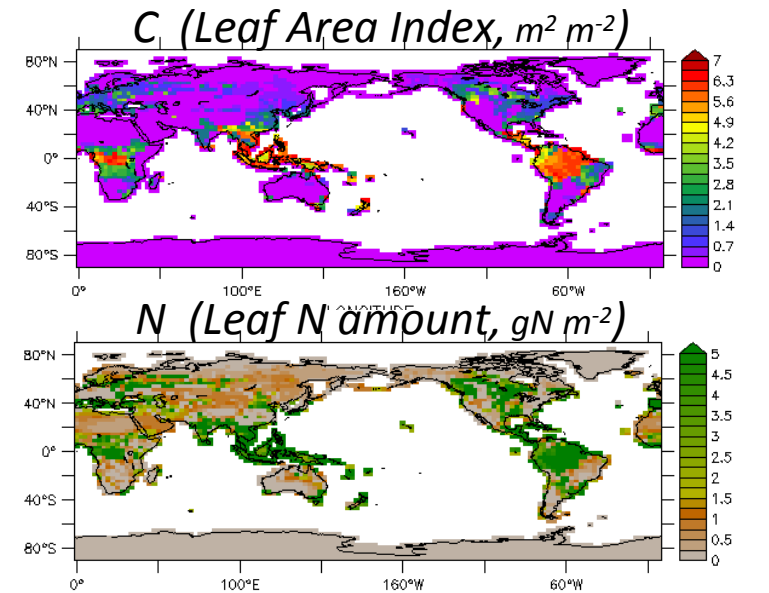 C (Leaf Area Index, m² m⁻²)
80°N
40°N
0°
40°S
80°S
0°
100°E
160°W
60°W
7
6.3
5.6
4.9
4.2
3.5
2.8
2.1
1.4
0.7
0
N (Leaf N amount, gN m⁻²)
80°N
40°N
0°
40°S
80°S
0°
100°E
160°W
60°W
5
4.5
4
3.5
3
2.5
2
1.5
1
0.5
0